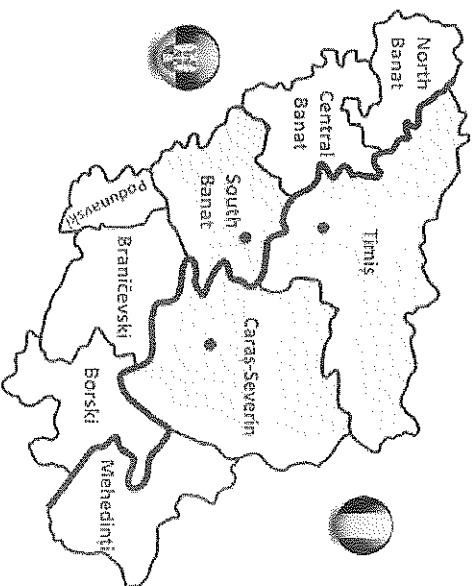 North
Banat
Central
Banat
Timiș
South
Banat
Podunavski
Braničevski
Caraș-Severin
Borski
Mehedinți